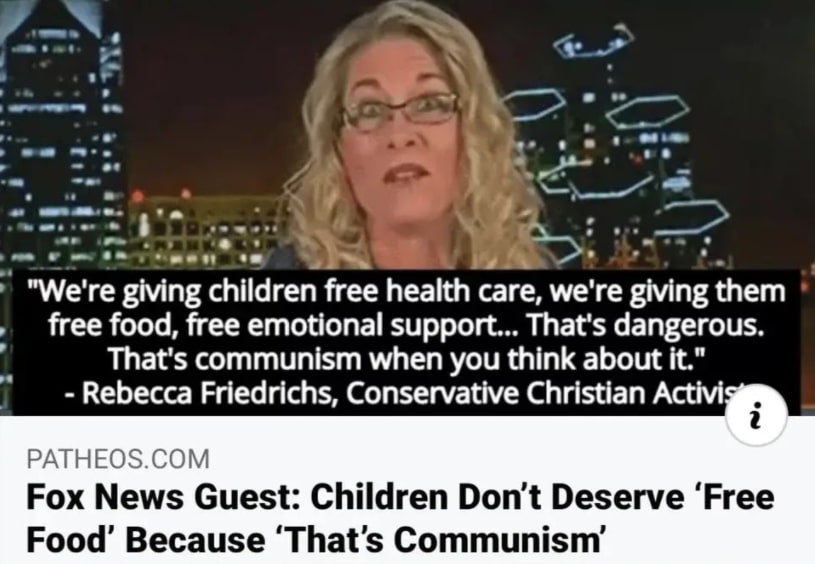 "We're giving children free health care, we're giving them
free food, free emotional support... That's dangerous.
That's communism when you think about it."
- Rebecca Friedrichs, Conservative Christian
i
PATHEOS.COM
Fox News Guest: Children Don't Deserve 'Free
Food' Because 'That's Communism'